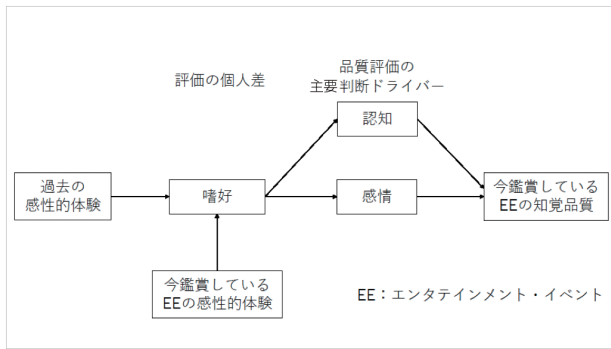 評価の個人差
品質評価の
主要判断ドライバー
認知
過去の
感性的体験
嗜好
感情
今鑑賞している
EEの知覚品質
今鑑賞している
EEの感性的体験
EE：エンタテインメント・イベント